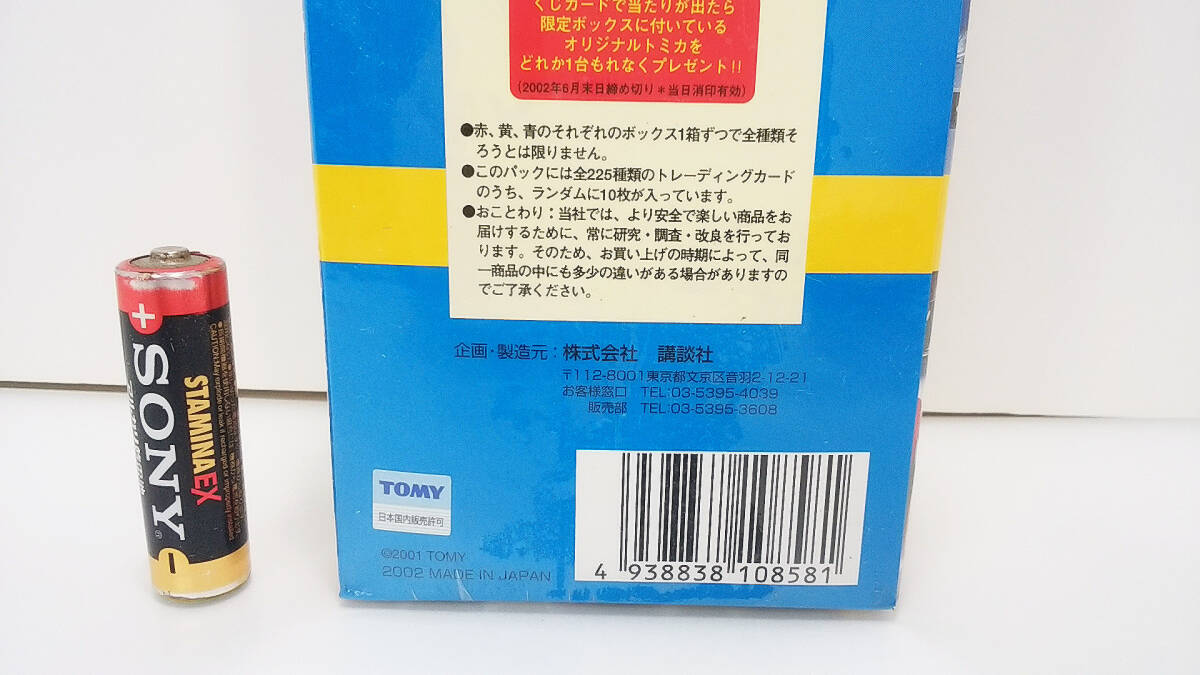 くじカードで当たりが出たら
限定ボックスに付いている
オリジナルトミカを
どれか1台もれなくプレゼント!!
(2002年6月末日締め切り*当日消印有効)
●赤、黄、青のそれぞれのボックス1箱ずつで全種類そ
ろうとは限りません。
●このパックには全225種類のトレーディングカード
のうち、ランダムに10枚が入っています。
●おことわり:当社では、より安全で楽しい商品をお
届けするために、常に研究・調査・改良を行ってお
ります。そのため、お買い上げの時期によって、同
一商品の中にも多少の違いがある場合がありますの
でご了承ください。
企画・製造元:株式会社 講談社
〒112-8001東京都文京区音羽2-12-21
お客様窓口 TEL:03-5395-4039
販売部 TEL:03-5395-3608
TOMY
日本国内販売許可
©2001 TOMY
2002 MADE IN JAPAN
4 938838 108581
+ SONY® −
STAMINA EX